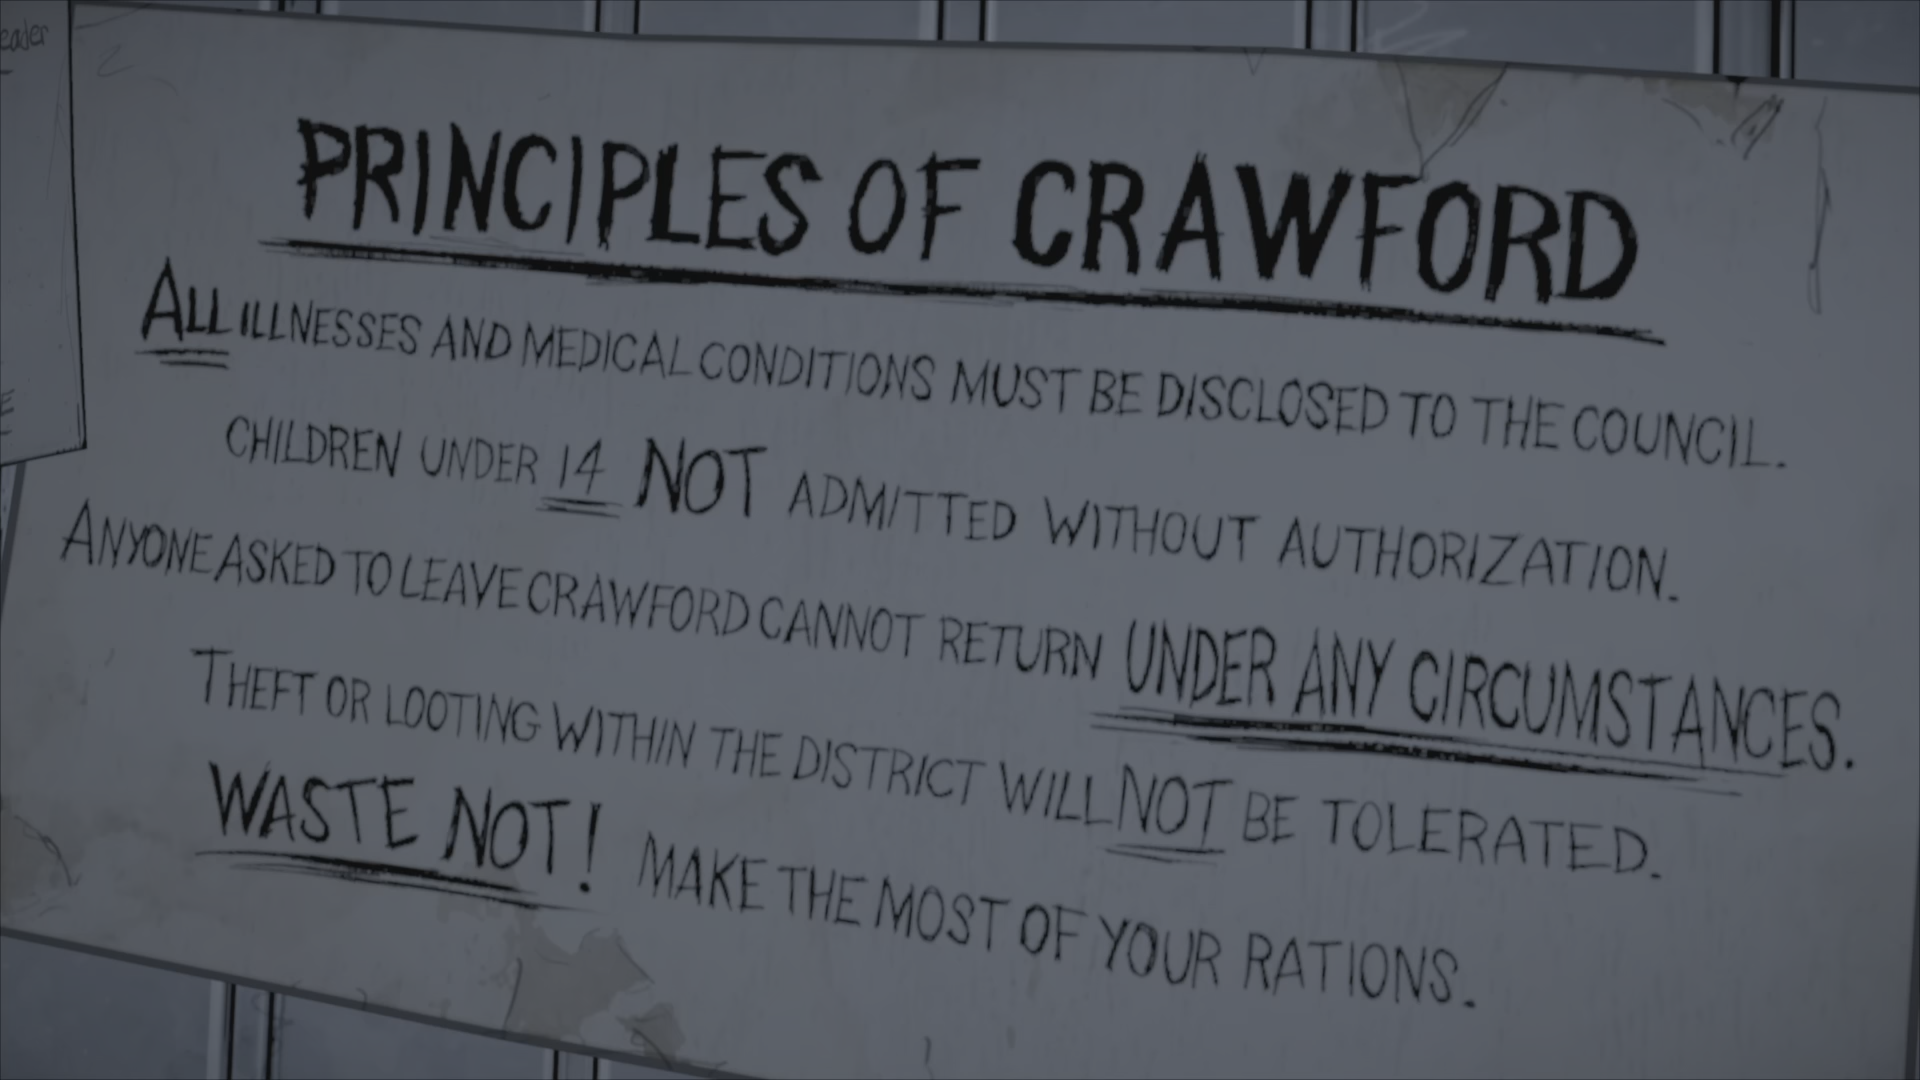 eader
PRINCIPLES OF CRAWFORD
ALL ILLNESSES AND MEDICAL CONDITIONS MUST BE DISCLOSED TO THE COUNCIL.
CHILDREN UNDER 14 NOT ADMITTED WITHOUT AUTHORIZATION.
ANYONE ASKED TO LEAVE CRAWFORD CANNOT RETURN UNDER ANY CIRCUMSTANCES.
THEFT OR LOOTING WITHIN THE DISTRICT WILL NOT BE TOLERATED.
WASTE NOT! MAKE THE MOST OF YOUR RATIONS.